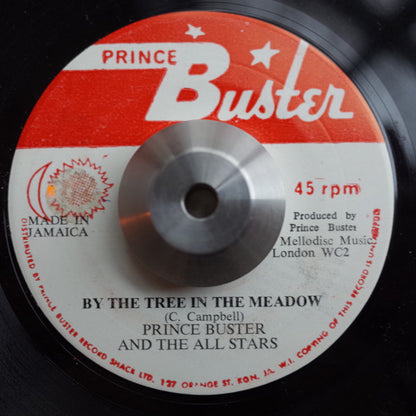 PRINCE
Buster
45 rpm
MADE IN
JAMAICA
Produced by
Prince Buster
Mellodisc Music
London WC2
BY THE TREE IN THE MEADOW
(C. Campbell)
PRINCE BUSTER
AND THE ALL STARS
DISTRIBUTED BY PRINCE BUSTER RECORD SHACK LTD. 127 ORANGE ST. KGN. JA. W.I. COPYING OF THIS RECORD IS